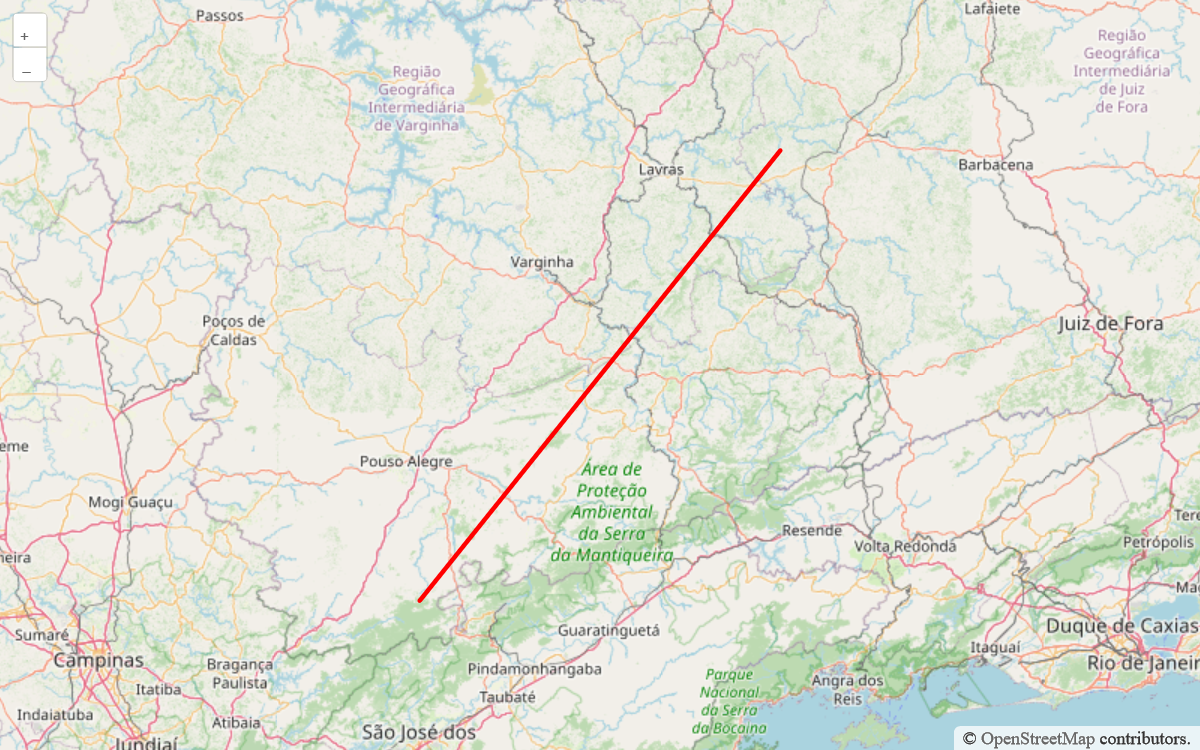 Passos
Lafaiete
+
–
Região
Geográfica
Intermediária
de Juiz
de Fora
Região
Geográfica
Intermediária
de Varginha
Lavras
Barbacena
Varginha
Poços de
Caldas
Juiz de Fora
eme
Pouso Alegre
Área de
Proteção
Ambiental
da Serra
da Mantiqueira
Mogi Guaçu
Resende
Tere
Volta Redonda
Petrópolis
neira
Ma
Sumaré
Guaratinguetá
Duque de Caxias
Campinas
Bragança
Paulista
Pindamonhangaba
Itaguaí
Rio de Janeir
Itatiba
Taubaté
Parque
Nacional
da Serra
da Bocaina
Angra dos
Reis
Indaiatuba
Atibaia
São José dos
Jundiaí
© OpenStreetMap contributors.